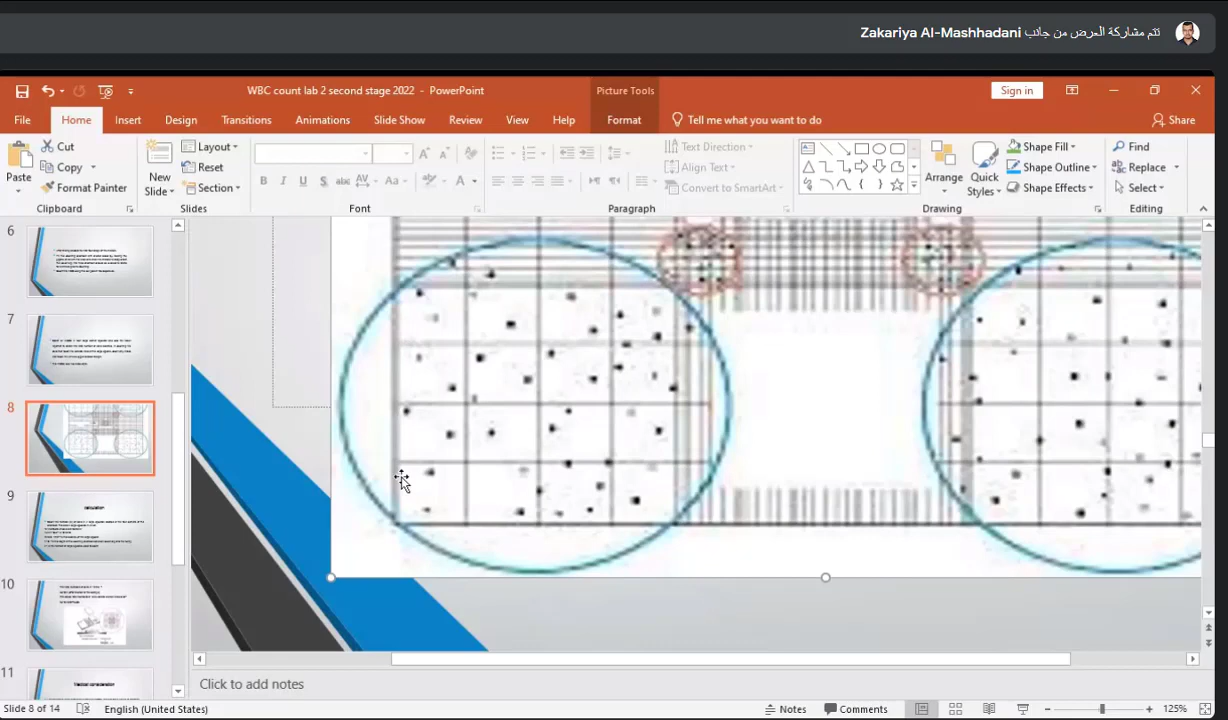 تتم مشاركة العرض من جانب Zakariya Al-Mashhadani
WBC count lab 2 second stage 2022 - PowerPoint
Picture Tools
Sign in
File Home Insert Design Transitions Animations Slide Show Review View Help Format Tell me what you want to do Share
Paste
Cut
Copy
Format Painter
Clipboard
New Slide
Layout
Reset
Section
Slides
B I U S abc AV Aa A
Font
Text Direction
Align Text
Convert to SmartArt
Paragraph
Arrange
Quick Styles
Shape Fill
Shape Outline
Shape Effects
Drawing
Find
Replace
Select
Editing
6
7
8
9
10
11
Click to add notes
Slide 8 of 14 English (United States) Notes Comments 125%